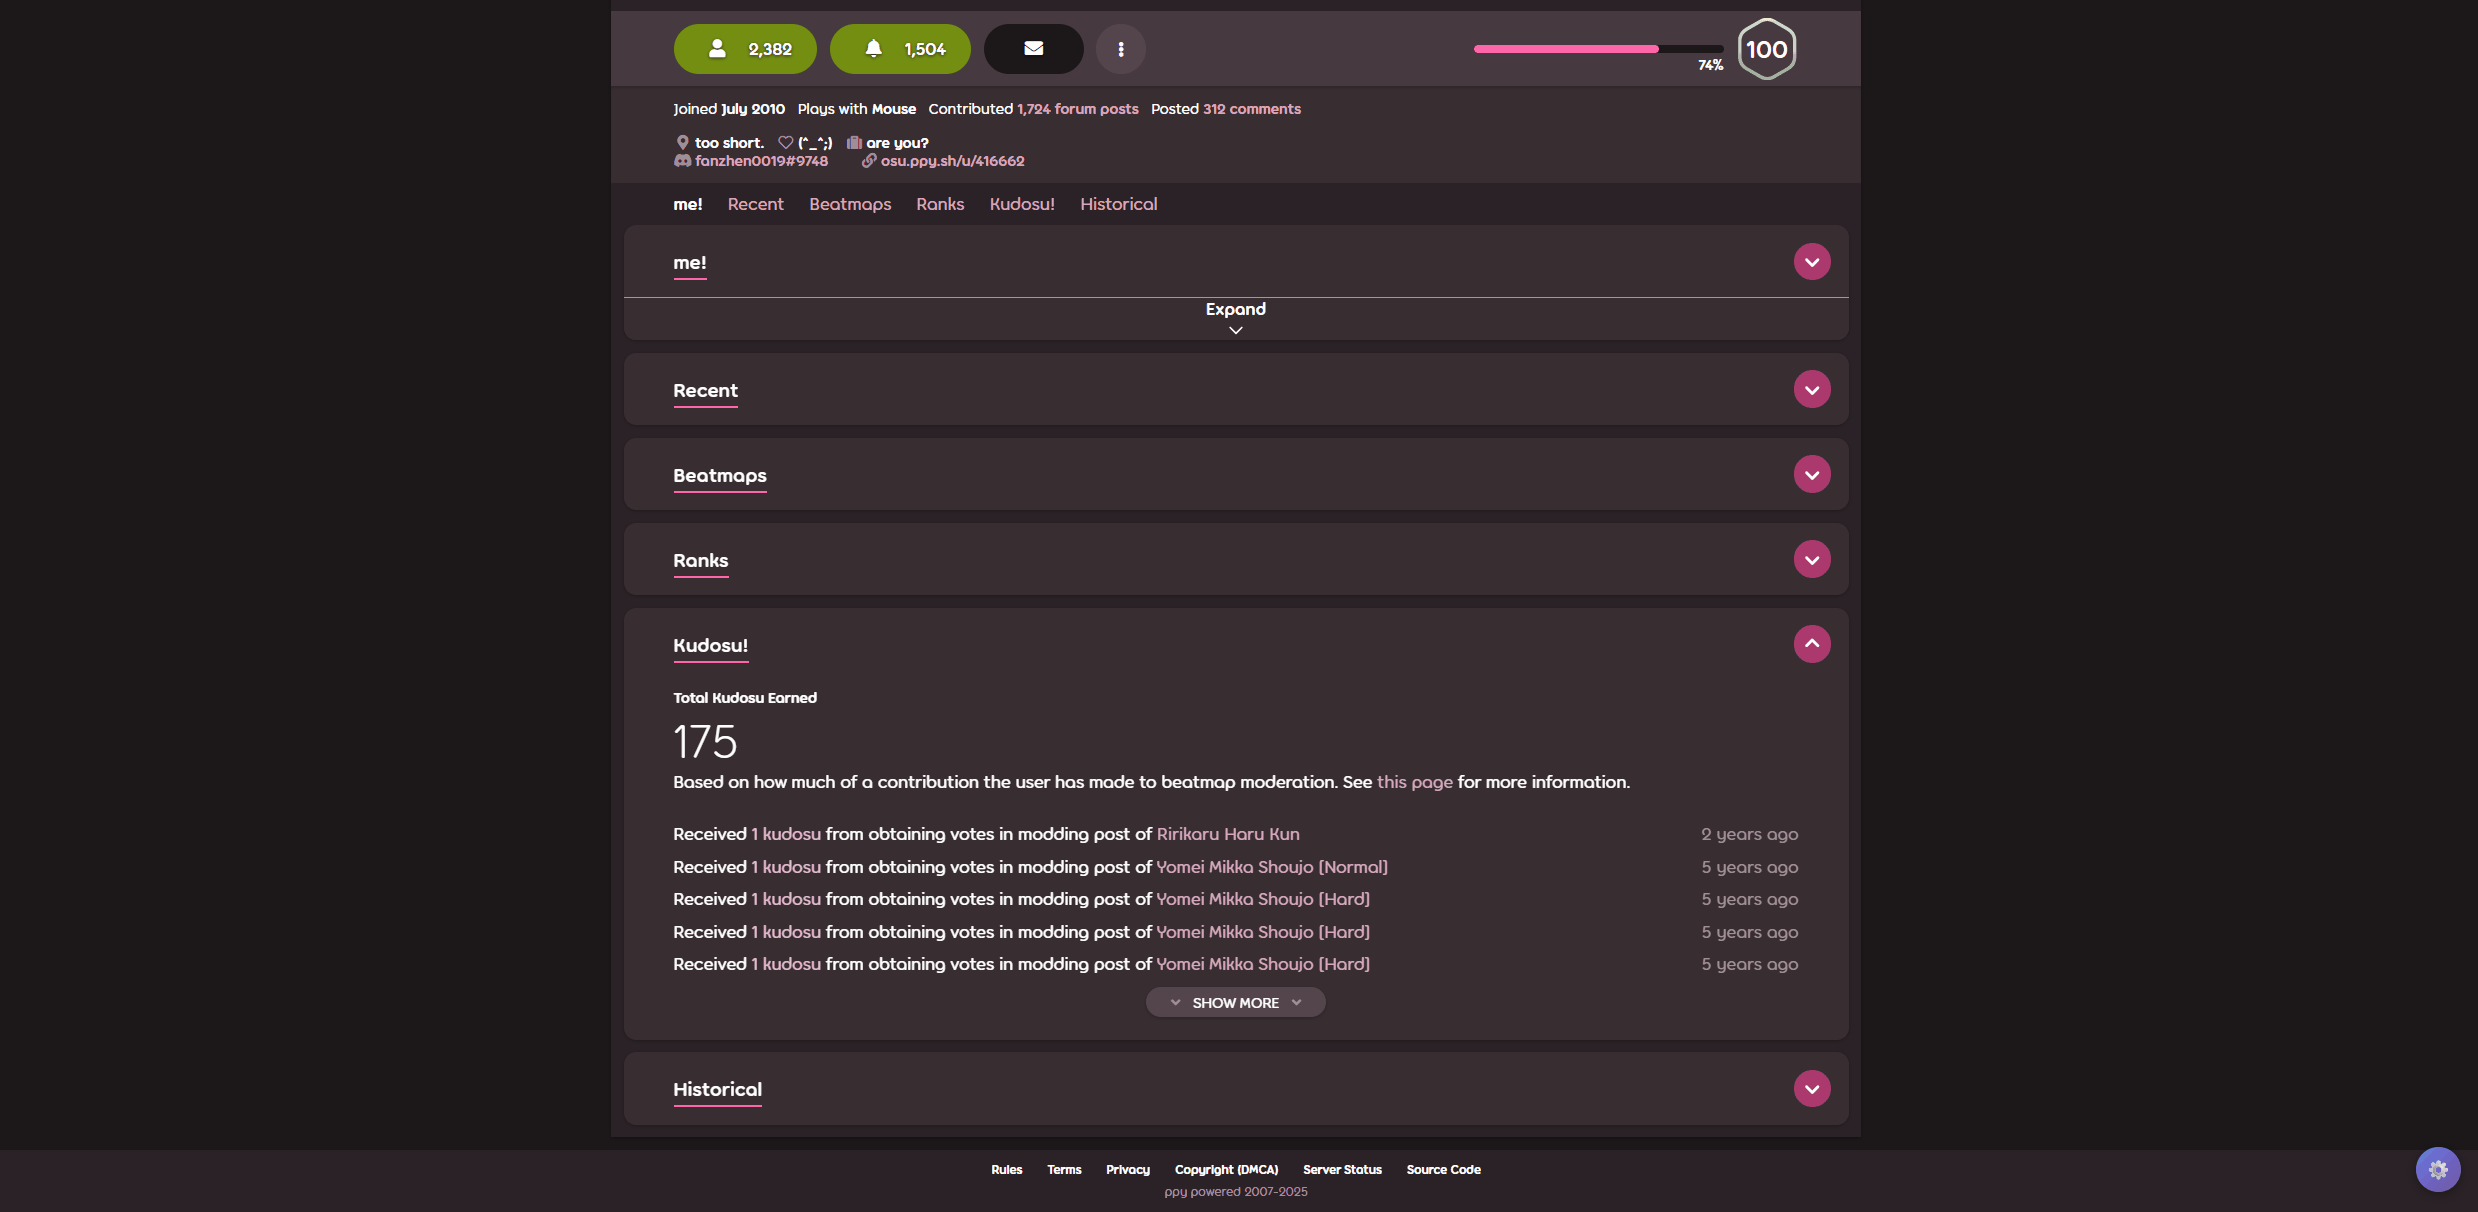 2,382 1,504 100
74%
Joined July 2010 Plays with Mouse Contributed 1,724 forum posts Posted 312 comments
too short. (^_^;) are you?
fanzhen0019#9748 osu.ppy.sh/u/416662
me! Recent Beatmaps Ranks Kudosu! Historical
me!
Expand
Recent
Beatmaps
Ranks
Kudosu!
Total Kudosu Earned
175
Based on how much of a contribution the user has made to beatmap moderation. See this page for more information.
Received 1 kudosu from obtaining votes in modding post of Ririkaru Haru Kun 2 years ago
Received 1 kudosu from obtaining votes in modding post of Yomei Mikka Shoujo [Normal] 5 years ago
Received 1 kudosu from obtaining votes in modding post of Yomei Mikka Shoujo [Hard] 5 years ago
Received 1 kudosu from obtaining votes in modding post of Yomei Mikka Shoujo [Hard] 5 years ago
Received 1 kudosu from obtaining votes in modding post of Yomei Mikka Shoujo [Hard] 5 years ago
SHOW MORE
Historical
Rules Terms Privacy Copyright (DMCA) Server Status Source Code
ppy powered 2007-2025